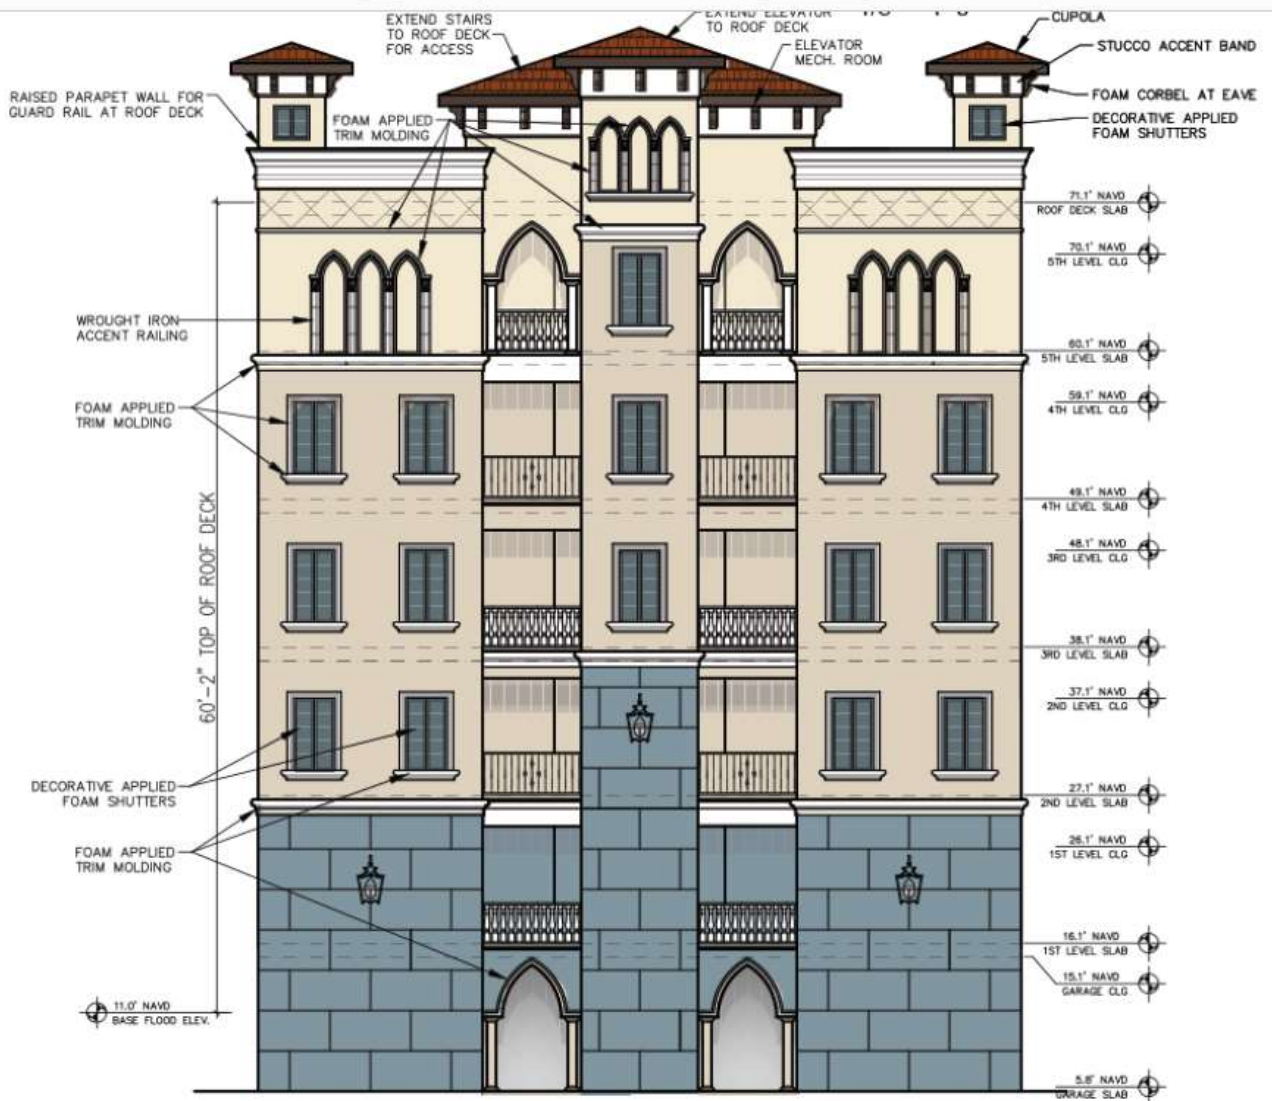 EXTEND STAIRS
TO ROOF DECK
FOR ACCESS
EXTEND ELEVATOR
TO ROOF DECK
ELEVATOR
MECH. ROOM
CUPOLA
STUCCO ACCENT BAND
FOAM CORBEL AT EAVE
DECORATIVE APPLIED
FOAM SHUTTERS
RAISED PARAPET WALL FOR
GUARD RAIL AT ROOF DECK
FOAM APPLIED
TRIM MOLDING
71.1' NAVD
ROOF DECK SLAB
70.1' NAVD
5TH LEVEL CLG
WROUGHT IRON
ACCENT RAILING
60.1' NAVD
5TH LEVEL SLAB
59.1' NAVD
4TH LEVEL CLG
FOAM APPLIED
TRIM MOLDING
49.1' NAVD
4TH LEVEL SLAB
48.1' NAVD
3RD LEVEL CLG
60'-2" TOP OF ROOF DECK
38.1' NAVD
3RD LEVEL SLAB
37.1' NAVD
2ND LEVEL CLG
DECORATIVE APPLIED
FOAM SHUTTERS
27.1' NAVD
2ND LEVEL SLAB
26.1' NAVD
1ST LEVEL CLG
FOAM APPLIED
TRIM MOLDING
16.1' NAVD
1ST LEVEL SLAB
15.1' NAVD
GARAGE CLG
11.0' NAVD
BASE FLOOD ELEV.
5.8' NAVD
GARAGE SLAB